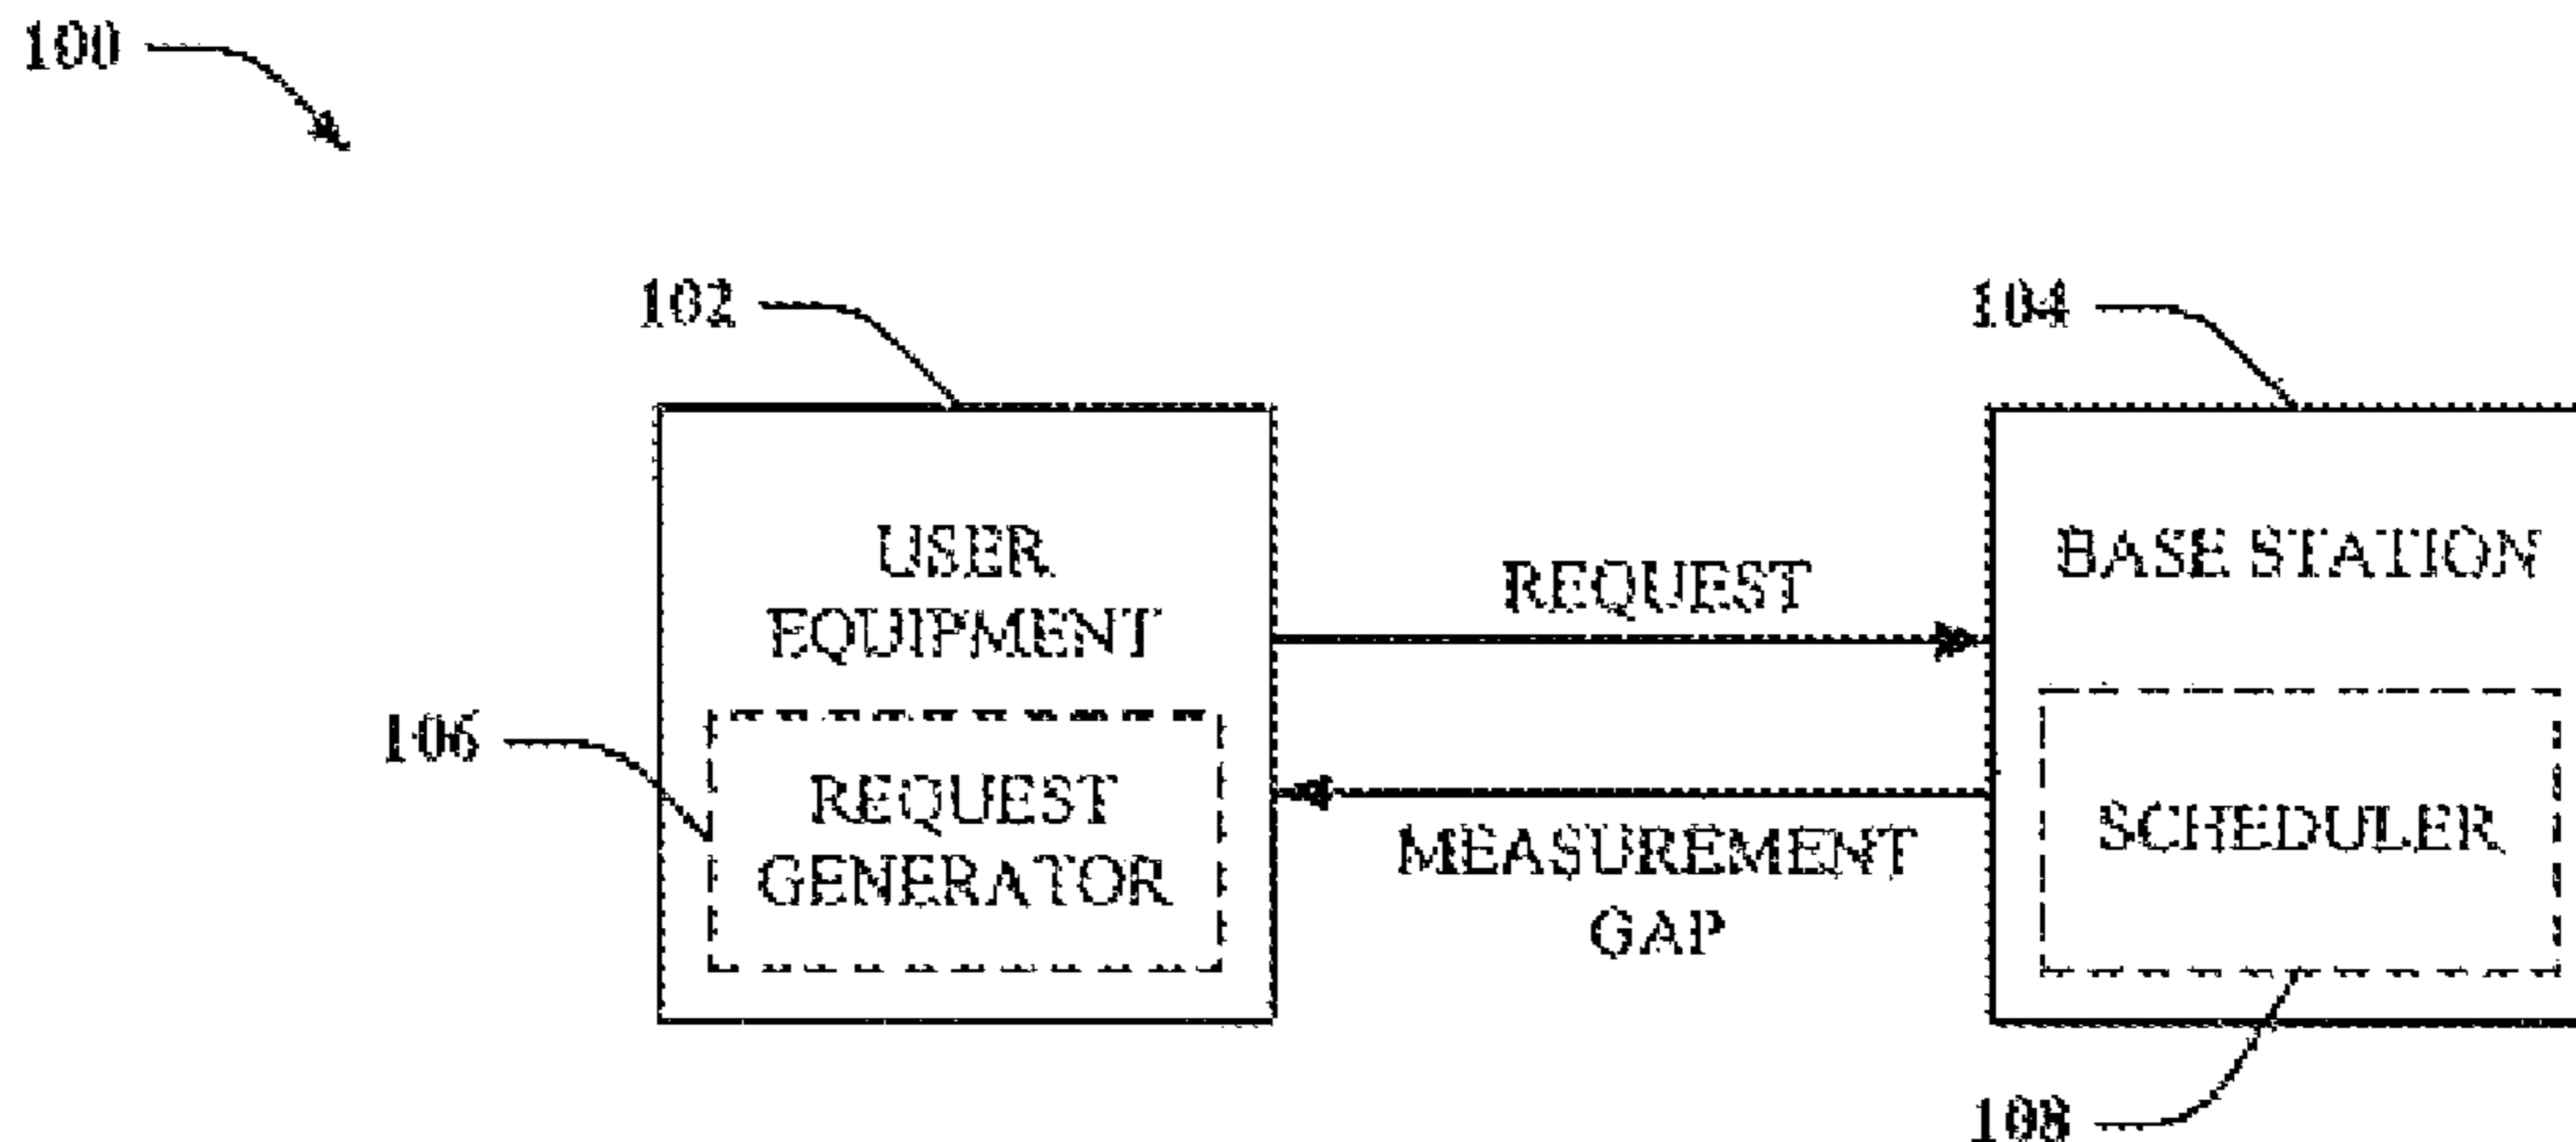 100
102
104
USER
EQUIPMENT
REQUEST
BASE STATION
106
REQUEST
GENERATOR
MEASUREMENT
GAP
SCHEDULER
108